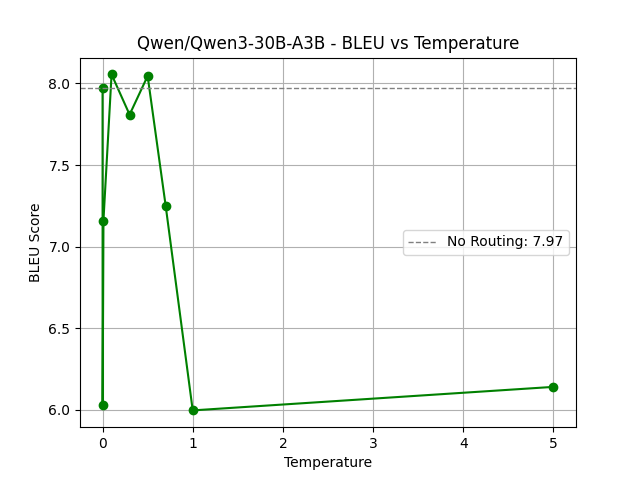 Qwen/Qwen3-30B-A3B - BLEU vs Temperature
BLEU Score
8.0
7.5
7.0
6.5
6.0
No Routing: 7.97
0 1 2 3 4 5
Temperature